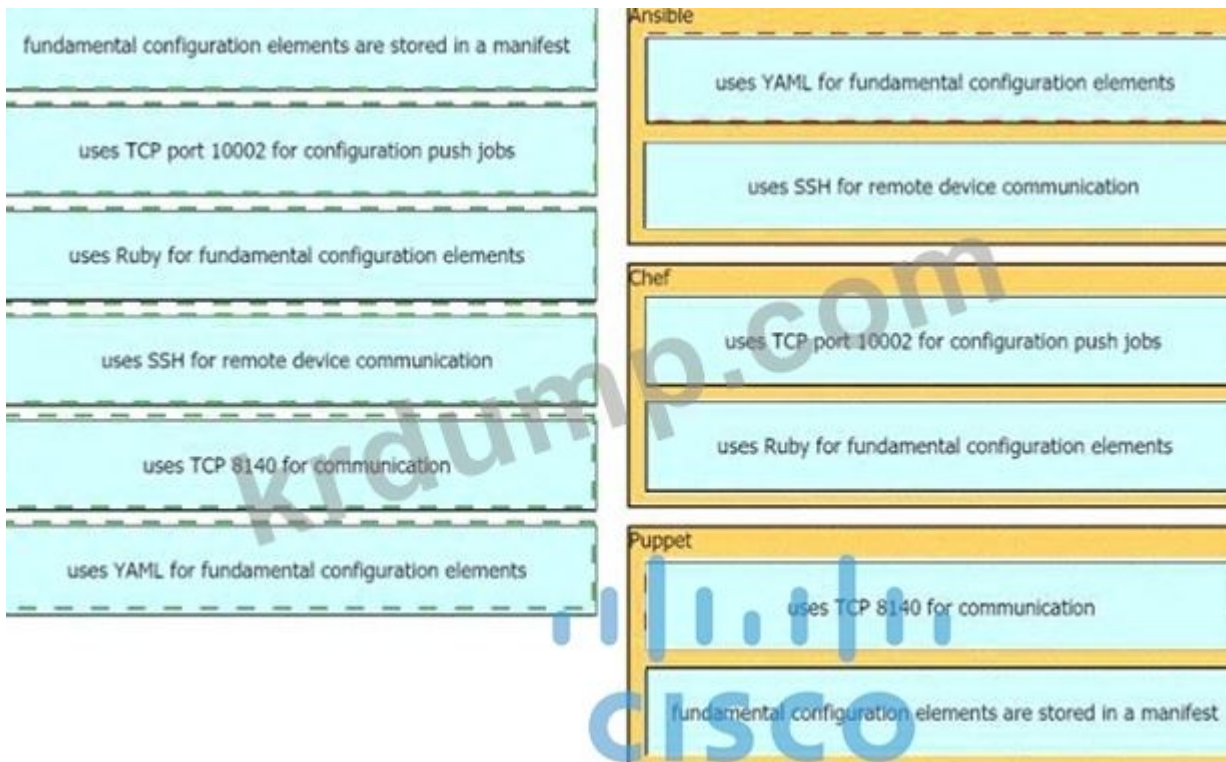 fundamental configuration elements are stored in a manifest
uses TCP port 10002 for configuration push jobs
uses Ruby for fundamental configuration elements
uses SSH for remote device communication
uses TCP 8140 for communication
uses YAML for fundamental configuration elements
Ansible
uses YAML for fundamental configuration elements
uses SSH for remote device communication
Chef
uses TCP port 10002 for configuration push jobs
uses Ruby for fundamental configuration elements
Puppet
uses TCP 8140 for communication
fundamental configuration elements are stored in a manifest
krdump.com
CISCO